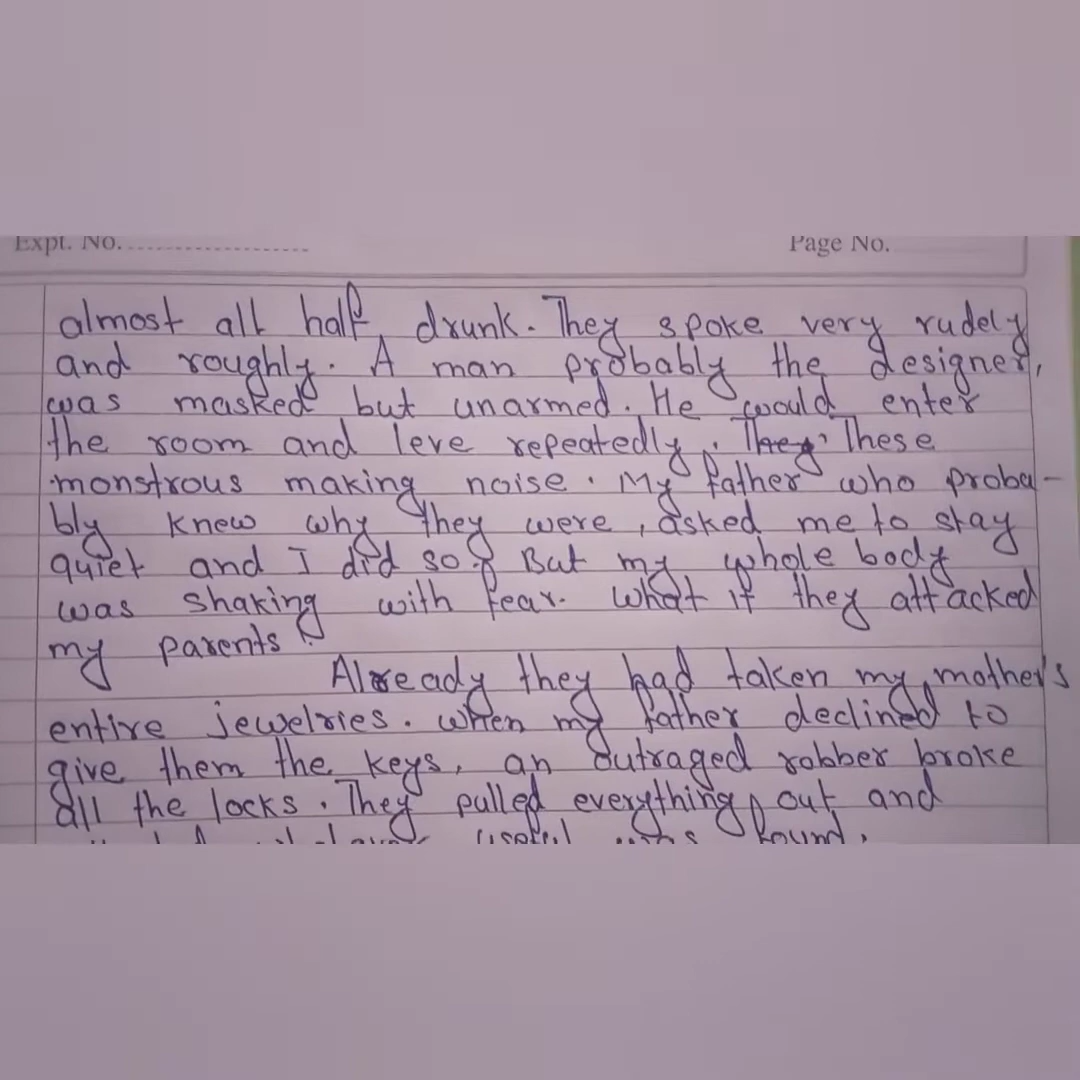 Expt. No. ..............................
Page No.
almost all half drunk. They spoke very rudely
and roughly. A man probably the designer,
was masked but unarmed. He would enter
the room and leve repeatedly. They These
monstrous making noise. My father who proba-
bly knew why they were, asked me to stay
quiet and I did so. But my whole body
was shaking with fear. What if they attacked
my parents?
Already they had taken my mother's
entire jewelries. When my father declined to
give them the keys, an outraged robber broke
all the locks. They pulled everything out and
useful found.